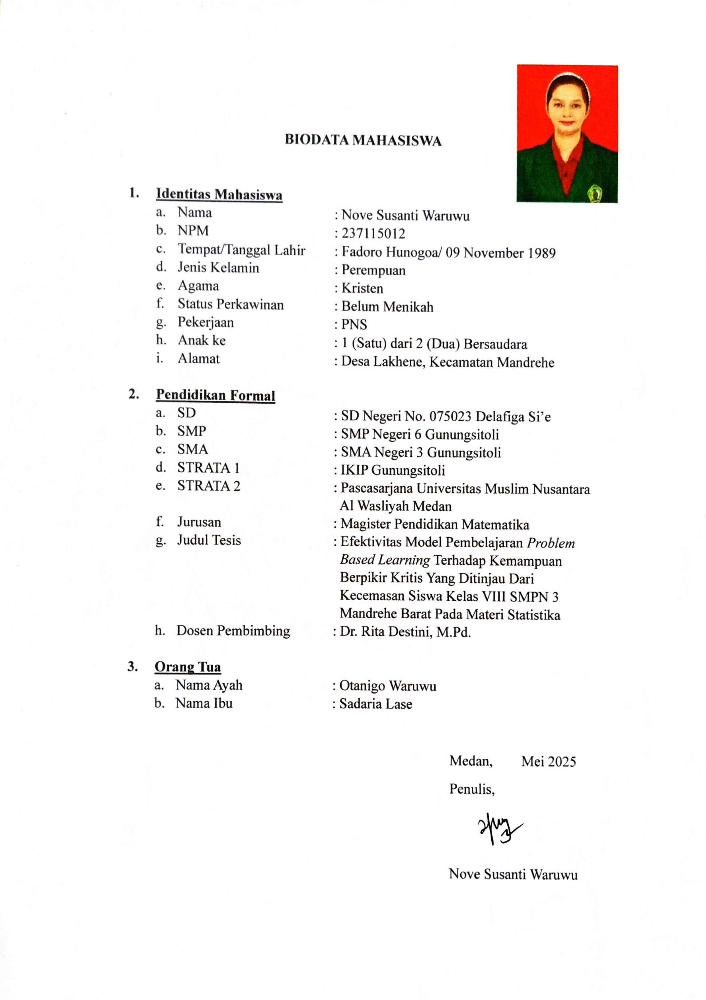 BIODATA MAHASISWA
1. Identitas Mahasiswa
a. Nama : Nove Susanti Waruwu
b. NPM : 237115012
c. Tempat/Tanggal Lahir : Fadoro Hunogoa/ 09 November 1989
d. Jenis Kelamin : Perempuan
e. Agama : Kristen
f. Status Perkawinan : Belum Menikah
g. Pekerjaan : PNS
h. Anak ke : 1 (Satu) dari 2 (Dua) Bersaudara
i. Alamat : Desa Lakhene, Kecamatan Mandrehe
2. Pendidikan Formal
a. SD : SD Negeri No. 075023 Delafiga Si’e
b. SMP : SMP Negeri 6 Gunungsitoli
c. SMA : SMA Negeri 3 Gunungsitoli
d. STRATA 1 : IKIP Gunungsitoli
e. STRATA 2 : Pascasarjana Universitas Muslim Nusantara
Al Wasliyah Medan
f. Jurusan : Magister Pendidikan Matematika
g. Judul Tesis : Efektivitas Model Pembelajaran Problem
Based Learning Terhadap Kemampuan
Berpikir Kritis Yang Ditinjau Dari
Kecemasan Siswa Kelas VIII SMPN 3
Mandrehe Barat Pada Materi Statistika
h. Dosen Pembimbing : Dr. Rita Destini, M.Pd.
3. Orang Tua
a. Nama Ayah : Otanigo Waruwu
b. Nama Ibu : Sadaria Lase
Medan, Mei 2025
Penulis,
Nove Susanti Waruwu